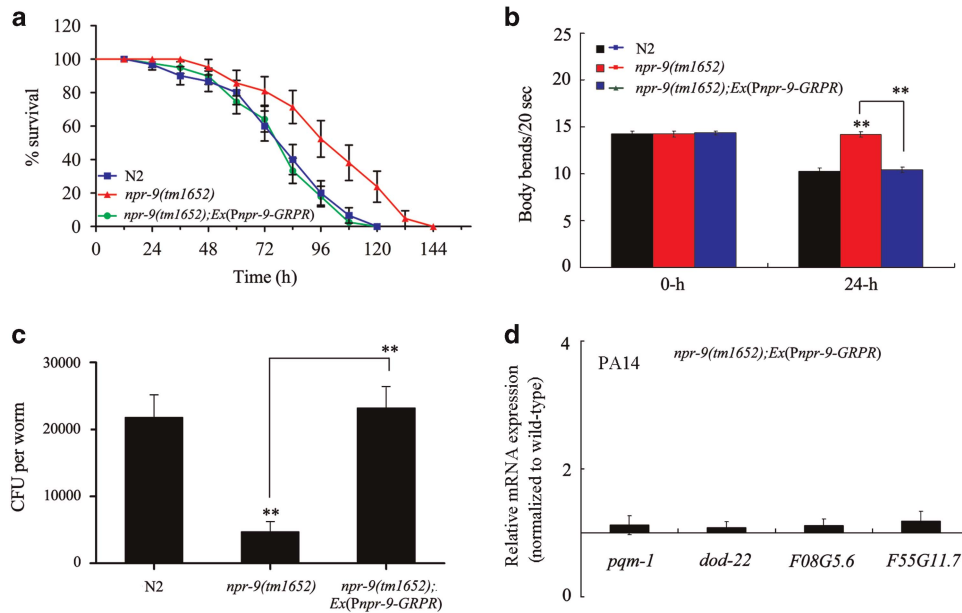 a
120
100
80
60
40
20
0
% survival
N2
npr-9(tm1652)
npr-9(tm1652);Ex(Pnpr-9-GRPR)
0 24 48 72 96 120 144
Time (h)
b
25
20
15
10
5
0
Body bends/20 sec
N2
npr-9(tm1652)
npr-9(tm1652);Ex(Pnpr-9-GRPR)
**
**
0-h 24-h
c
30000
20000
10000
0
CFU per worm
**
**
N2 npr-9(tm1652) npr-9(tm1652);.
Ex(Pnpr-9-GRPR)
d
4
2
0
Relative mRNA expression
(normalized to wild-type)
PA14
npr-9(tm1652);Ex(Pnpr-9-GRPR)
pqm-1 dod-22 F08G5.6 F55G11.7